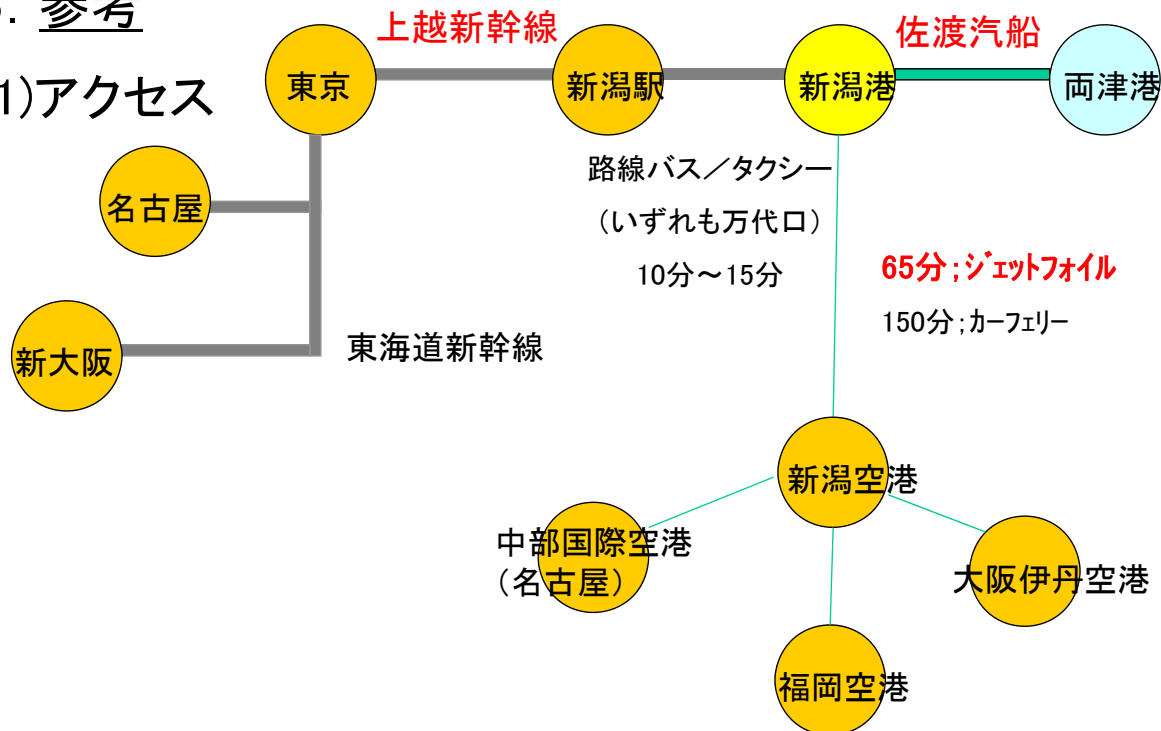 . 参考
1)アクセス
上越新幹線
佐渡汽船
東京
新潟駅
新潟港
両津港
名古屋
新大阪
東海道新幹線
路線バス／タクシー
（いずれも万代口）
10分～15分
65分;ｼﾞｪｯﾄﾌｫｲﾙ
150分;ｶｰﾌｪﾘｰ
新潟空港
中部国際空港
（名古屋）
大阪伊丹空港
福岡空港